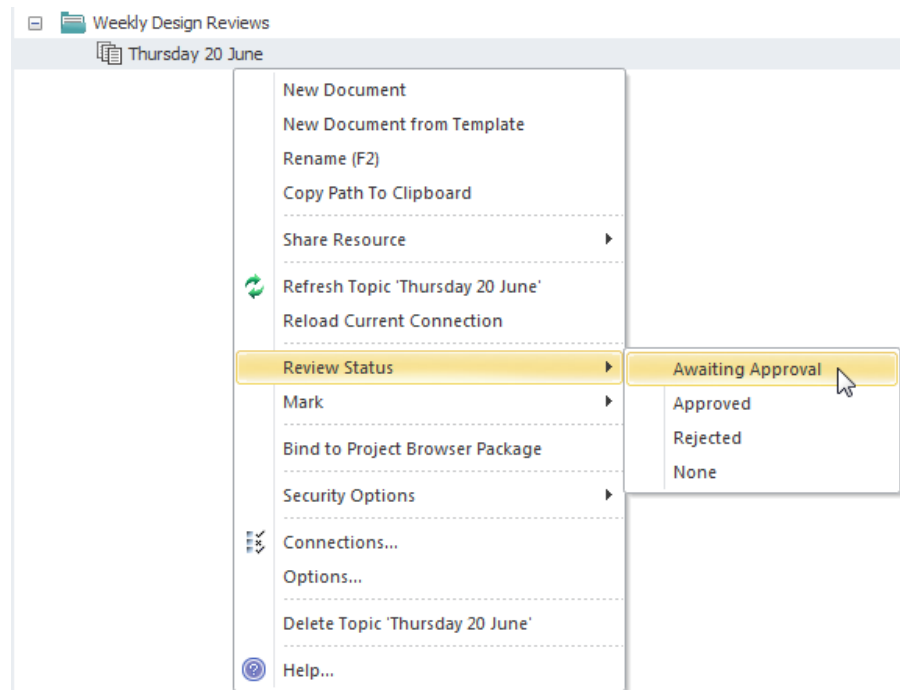 Weekly Design Reviews
Thursday 20 June
New Document
New Document from Template
Rename (F2)
Copy Path To Clipboard
Share Resource
Refresh Topic 'Thursday 20 June'
Reload Current Connection
Review Status
Awaiting Approval
Mark
Approved
Rejected
Bind to Project Browser Package
None
Security Options
Connections...
Options...
Delete Topic 'Thursday 20 June'
Help...